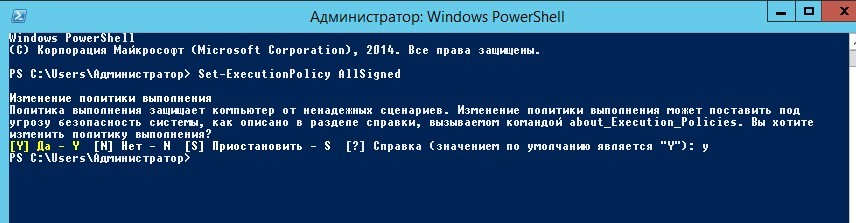 Администратор: Windows PowerShell
Windows PowerShell
(C) Корпорация Майкрософт (Microsoft Corporation), 2014. Все права защищены.
PS C:\Users\Администратор> Set-ExecutionPolicy AllSigned
Изменение политики выполнения
Политика выполнения защищает компьютер от ненадежных сценариев. Изменение политики выполнения может поставить под
угрозу безопасность системы, как описано в разделе справки, вызываемом командой about_Execution_Policies. Вы хотите
изменить политику выполнения?
[Y] Да - Y  [N] Нет - N  [S] Приостановить - S  [?] Справка (значением по умолчанию является "Y"): y
PS C:\Users\Администратор>